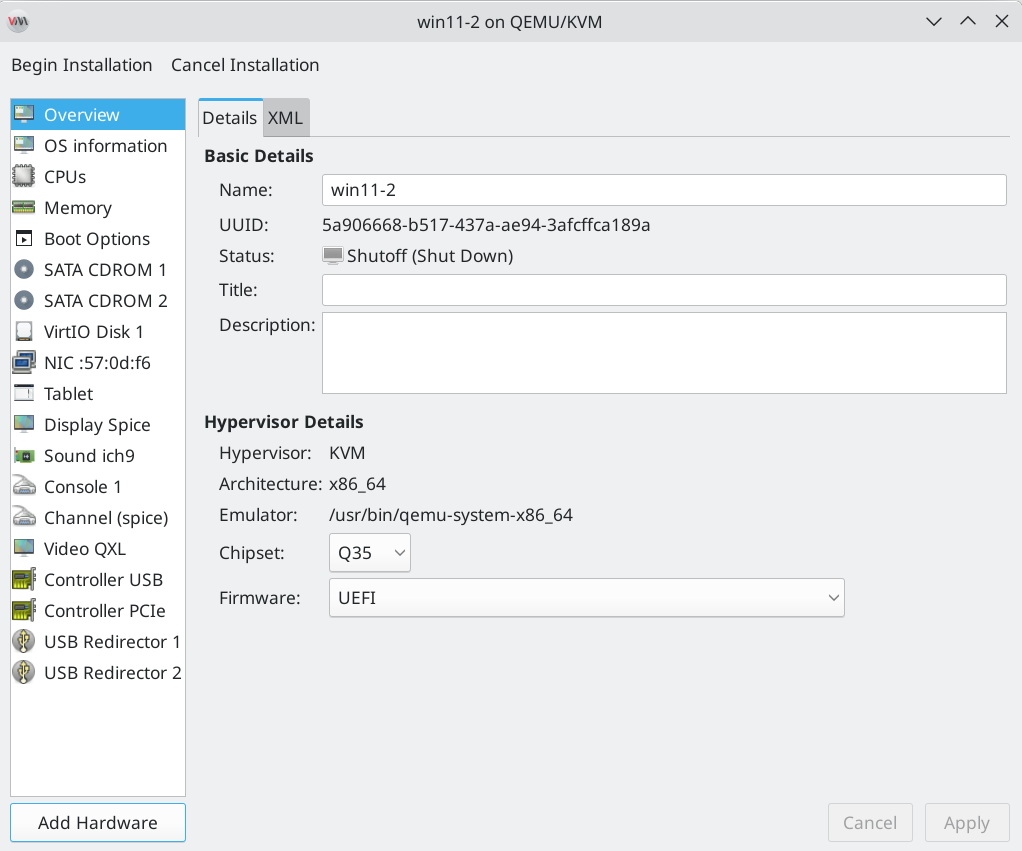 win11-2 on QEMU/KVM
Begin Installation Cancel Installation
Overview
OS information
CPUs
Memory
Boot Options
SATA CDROM 1
SATA CDROM 2
VirtIO Disk 1
NIC :57:0d:f6
Tablet
Display Spice
Sound ich9
Console 1
Channel (spice)
Video QXL
Controller USB
Controller PCIe
USB Redirector 1
USB Redirector 2
Add Hardware
Details XML
Basic Details
Name: win11-2
UUID: 5a906668-b517-437a-ae94-3afcffca189a
Status: Shutoff (Shut Down)
Title:
Description:
Hypervisor Details
Hypervisor: KVM
Architecture: x86_64
Emulator: /usr/bin/qemu-system-x86_64
Chipset: Q35
Firmware: UEFI
Cancel Apply